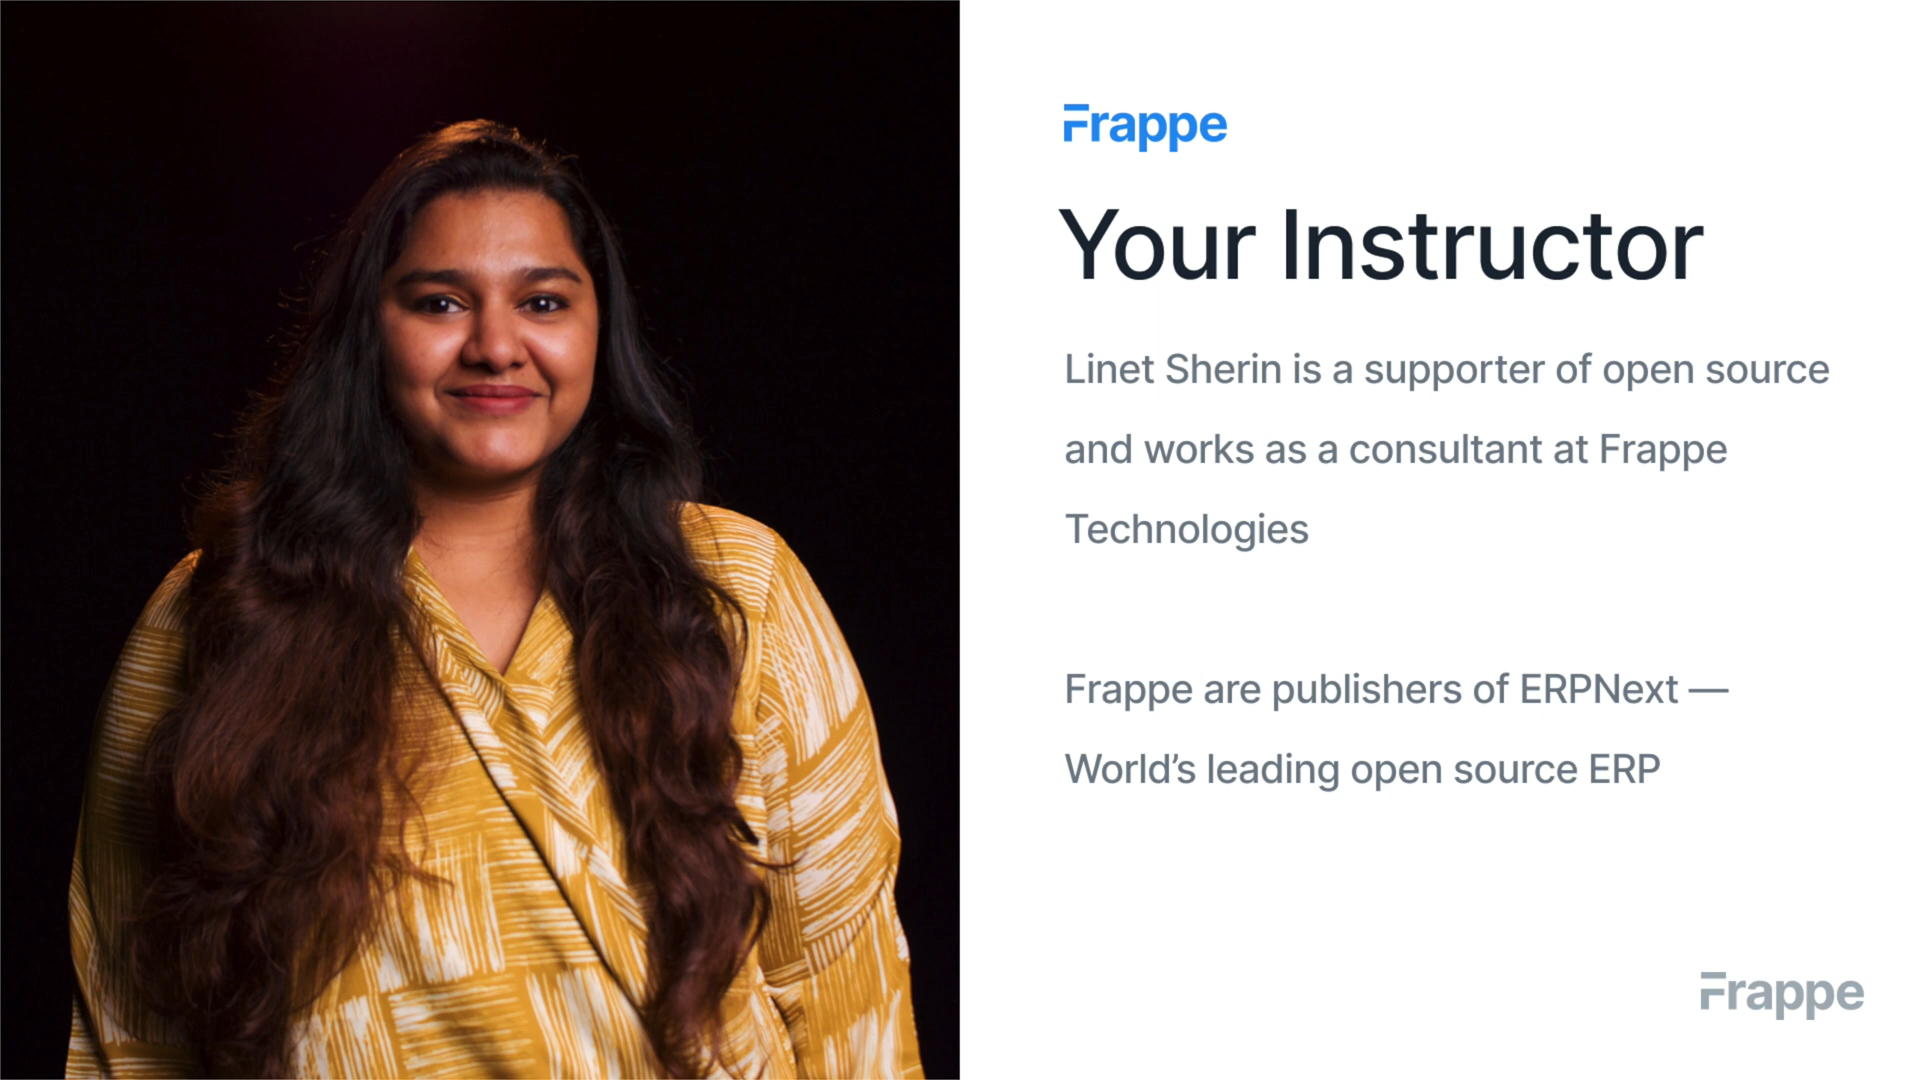 Frappe
Your Instructor
Linet Sherin is a supporter of open source
and works as a consultant at Frappe
Technologies
Frappe are publishers of ERPNext —
World’s leading open source ERP
Frappe